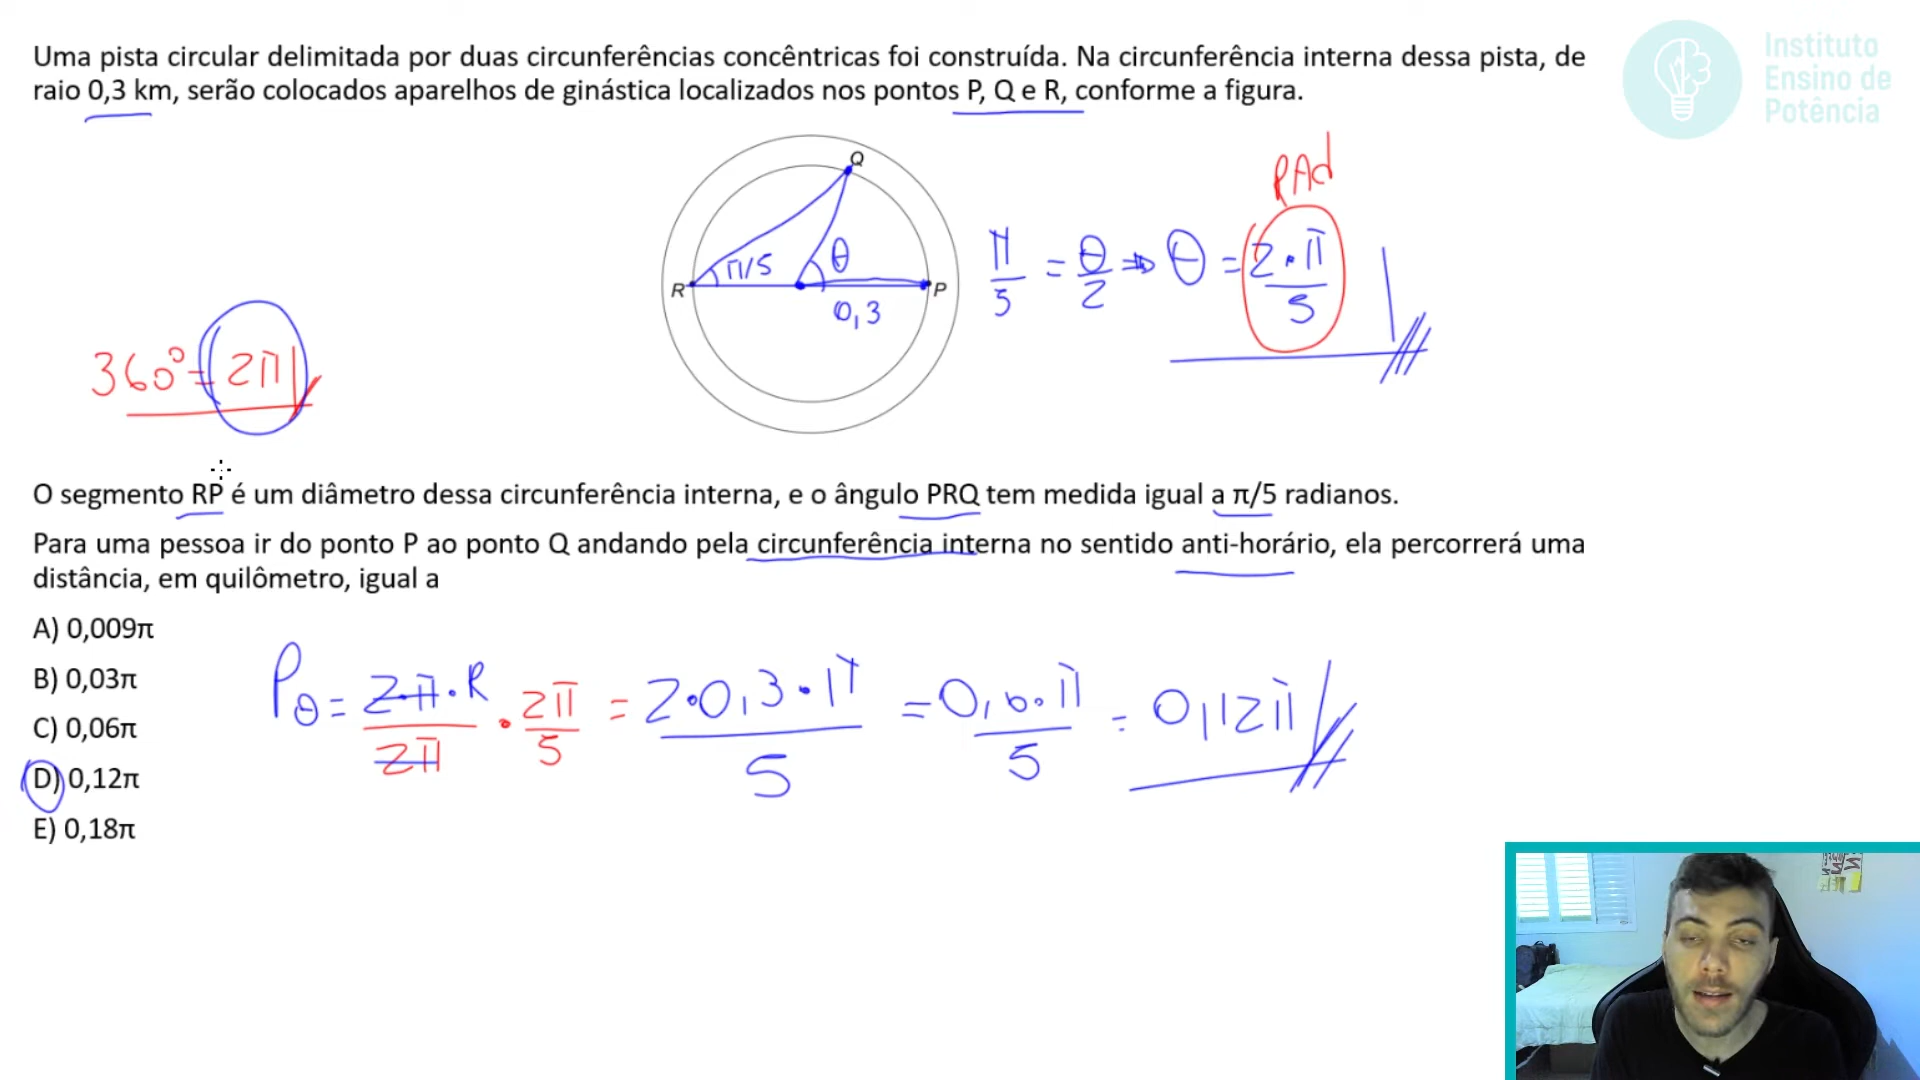 Uma pista circular delimitada por duas circunferências concêntricas foi construída. Na circunferência interna dessa pista, de
raio 0,3 km, serão colocados aparelhos de ginástica localizados nos pontos P, Q e R, conforme a figura.
Instituto
Ensino de
Potência
Q
R
P
π/5
θ
0,3
π/5 = θ/2 ⇒ θ = 2·π/5
RAd
360° = 2π
O segmento RP é um diâmetro dessa circunferência interna, e o ângulo PRQ tem medida igual a π/5 radianos.
Para uma pessoa ir do ponto P ao ponto Q andando pela circunferência interna no sentido anti-horário, ela percorrerá uma
distância, em quilômetro, igual a
A) 0,009π
B) 0,03π
C) 0,06π
D) 0,12π
E) 0,18π
Pθ = 2·π·R/2π · 2π/5 = 2·0,3·π/5 = 0,6·π/5 = 0,12π